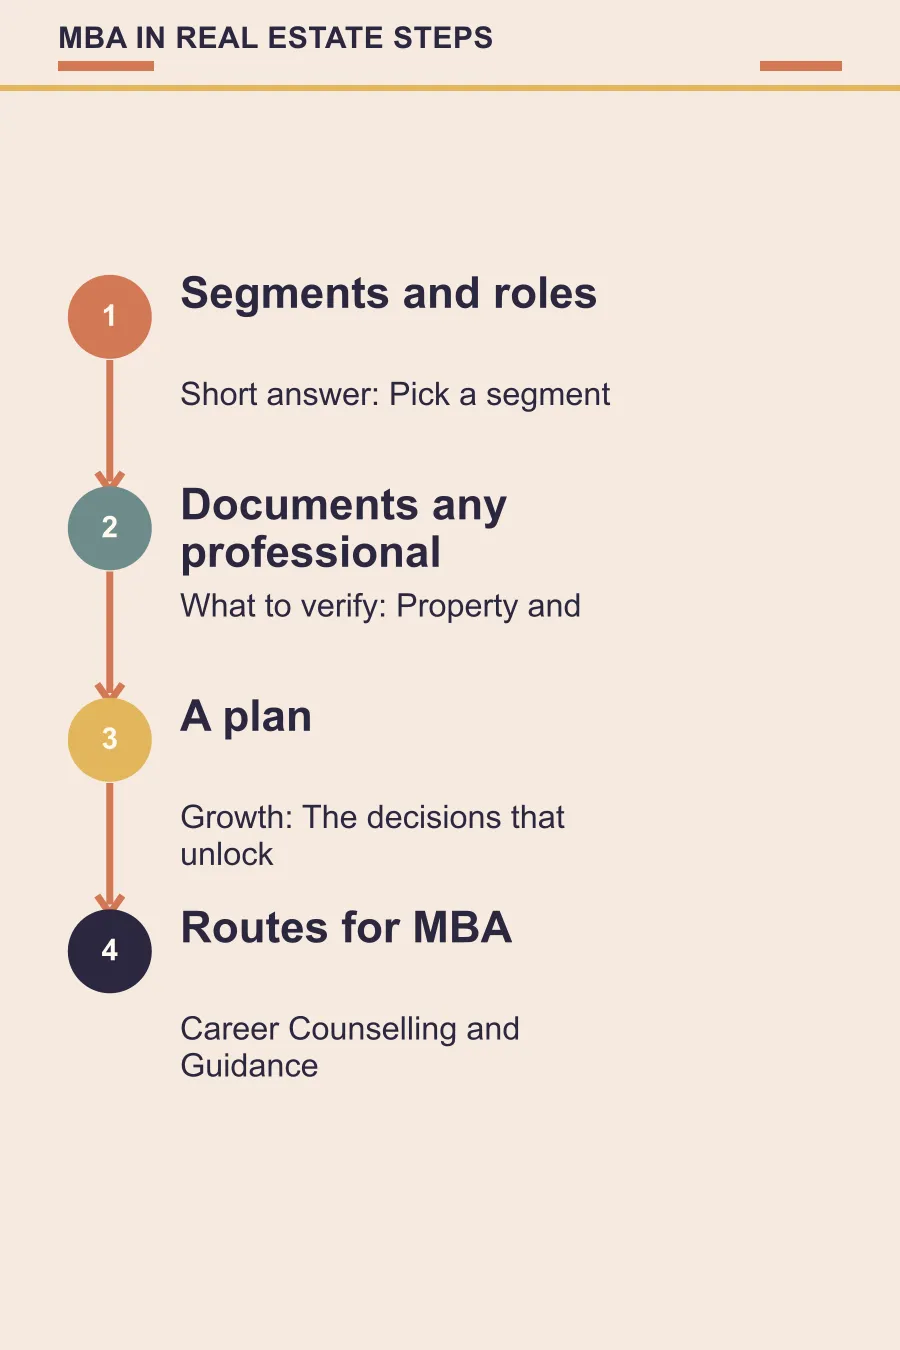 MBA IN REAL ESTATE STEPS
1
Segments and roles
Short answer: Pick a segment
2
Documents any
professional
What to verify: Property and
3
A plan
Growth: The decisions that
unlock
4
Routes for MBA
Career Counselling and
Guidance